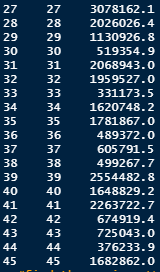 27 27 3078162.1
28 28 2026026.4
29 29 1130926.8
30 30 519354.9
31 31 2068943.0
32 32 1959527.0
33 33 331173.5
34 34 1620748.2
35 35 1781867.0
36 36 489372.0
37 37 605791.5
38 38 499267.7
39 39 2554482.8
40 40 1648829.2
41 41 2263722.7
42 42 674919.4
43 43 725043.0
44 44 376233.9
45 45 1682862.0